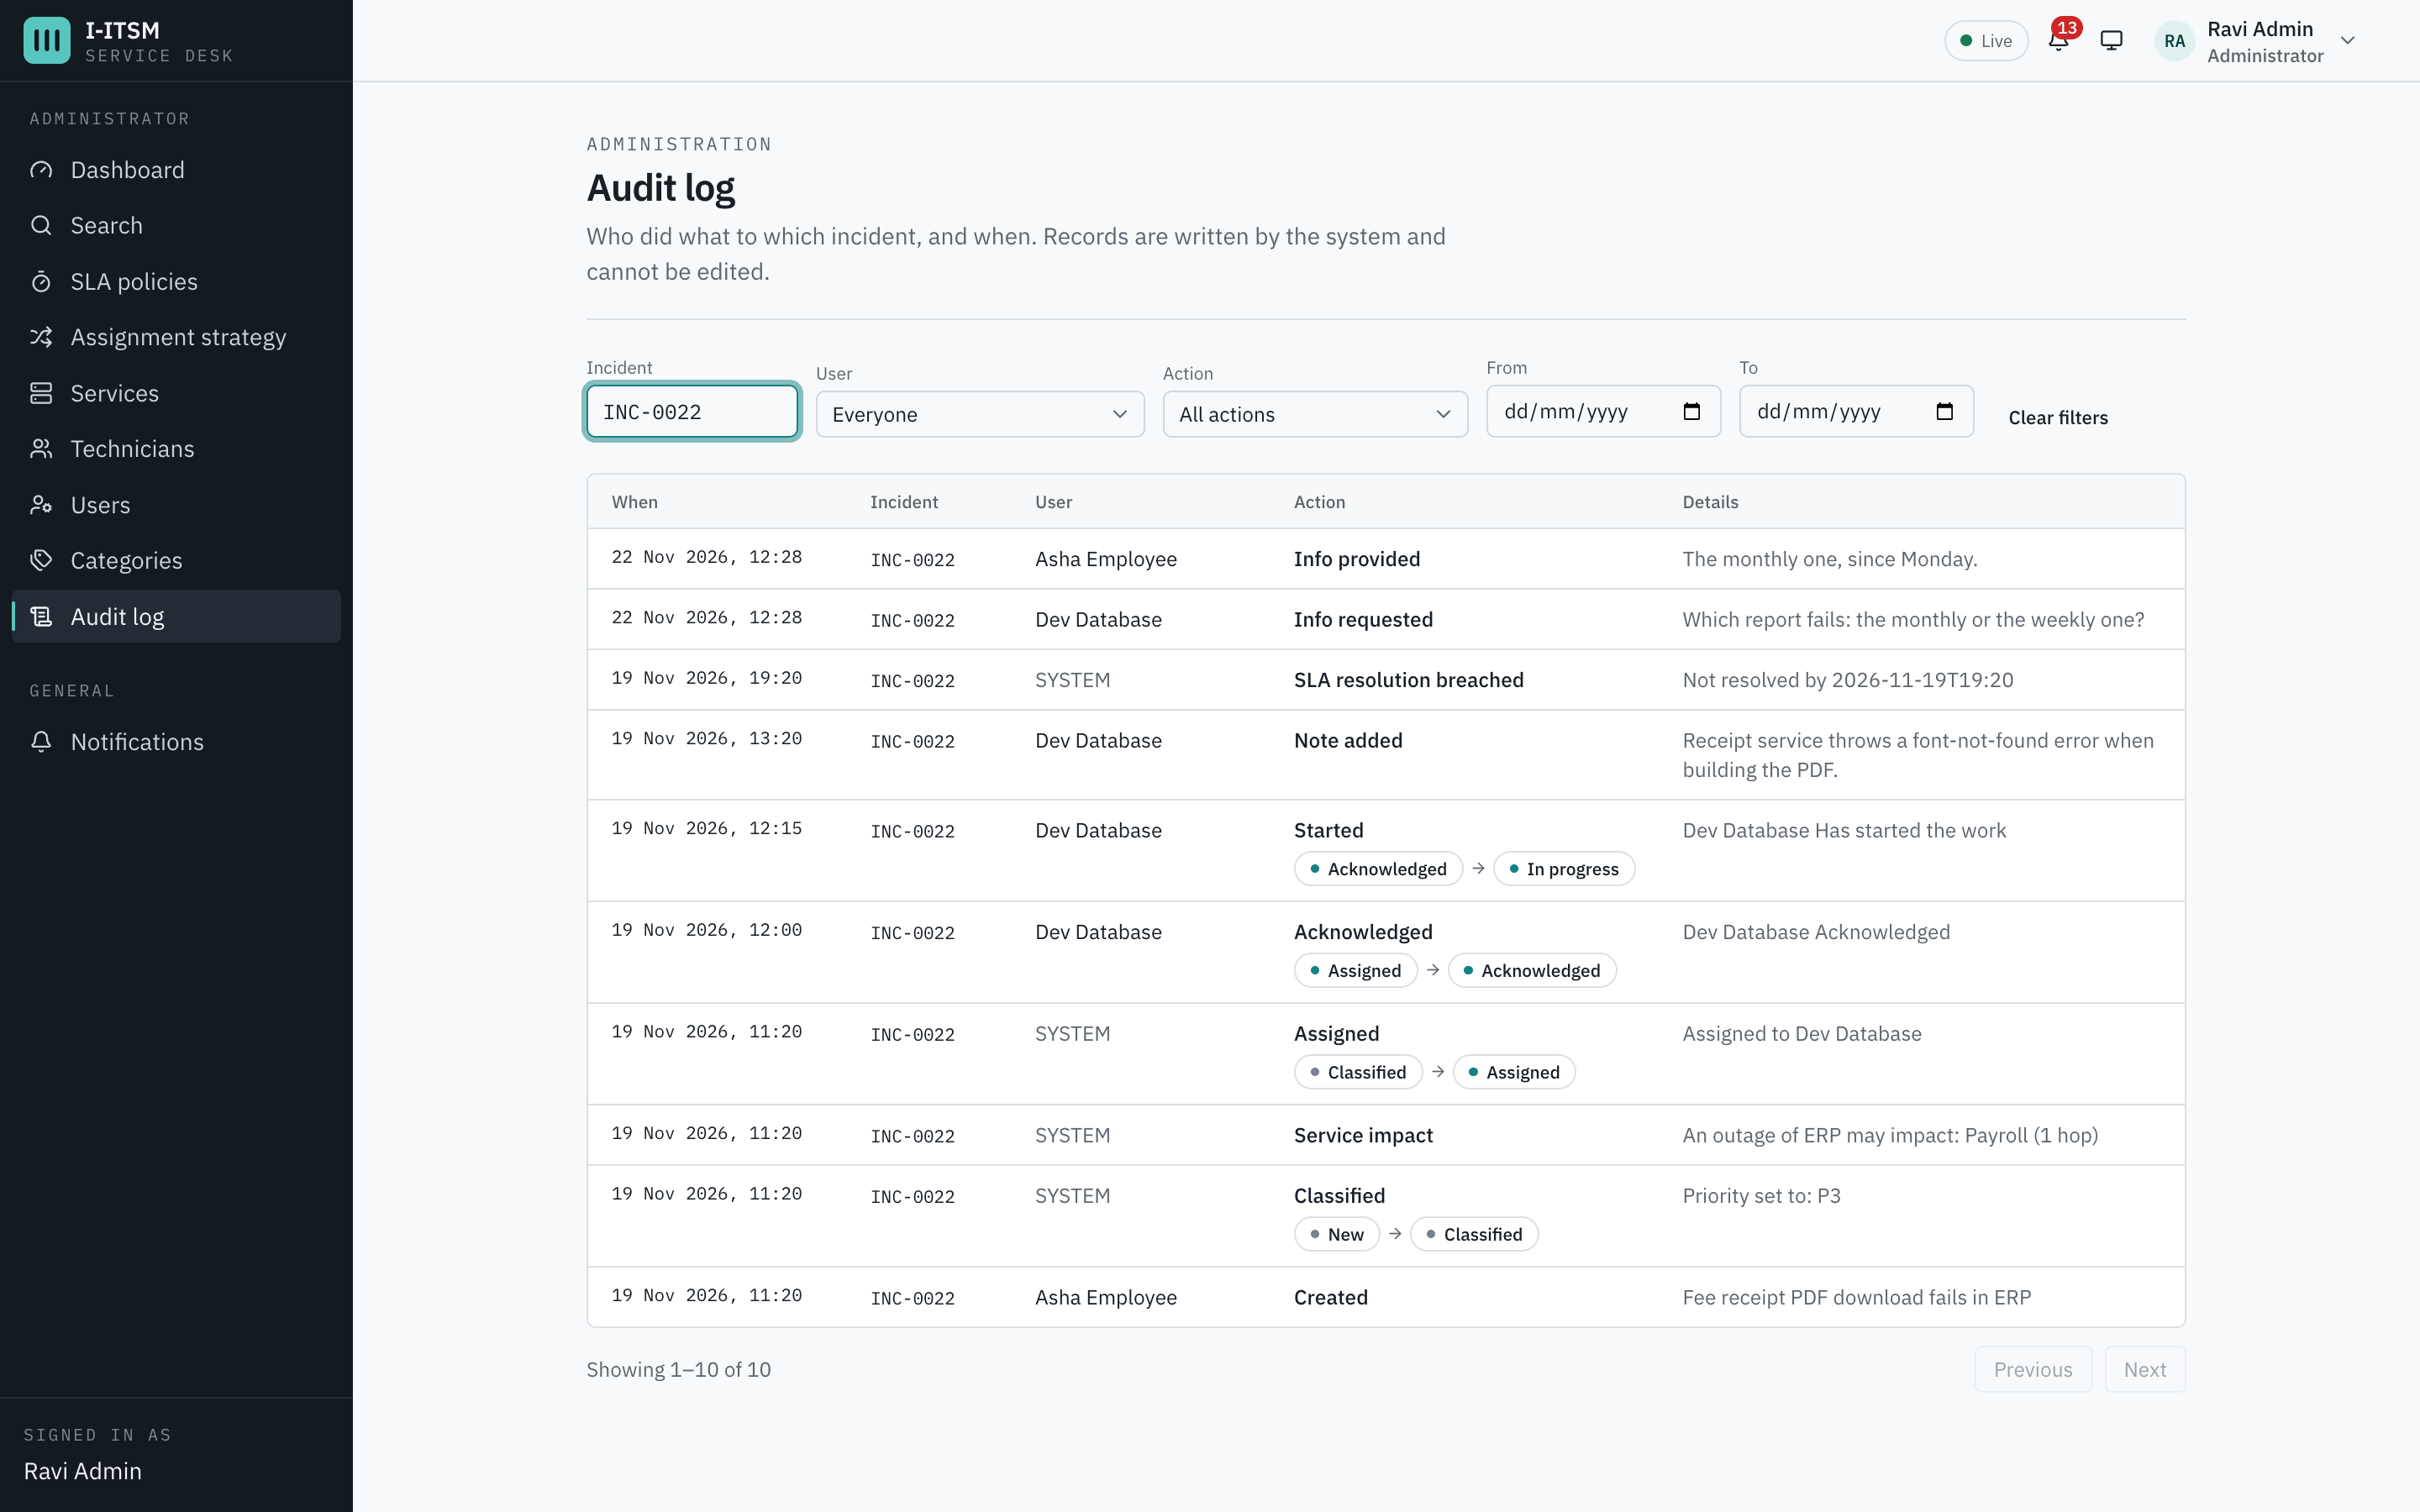 I-ITSM
SERVICE DESK
ADMINISTRATOR
Dashboard
Search
SLA policies
Assignment strategy
Services
Technicians
Users
Categories
Audit log
GENERAL
Notifications
SIGNED IN AS
Ravi Admin
Live
13
RA
Ravi Admin
Administrator
ADMINISTRATION
Audit log
Who did what to which incident, and when. Records are written by the system and
cannot be edited.
Incident User Action From To
INC-0022 Everyone All actions dd/mm/yyyy dd/mm/yyyy Clear filters
When Incident User Action Details
22 Nov 2026, 12:28 INC-0022 Asha Employee Info provided The monthly one, since Monday.
22 Nov 2026, 12:28 INC-0022 Dev Database Info requested Which report fails: the monthly or the weekly one?
19 Nov 2026, 19:20 INC-0022 SYSTEM SLA resolution breached Not resolved by 2026-11-19T19:20
19 Nov 2026, 13:20 INC-0022 Dev Database Note added Receipt service throws a font-not-found error when
building the PDF.
19 Nov 2026, 12:15 INC-0022 Dev Database Started Dev Database Has started the work
Acknowledged → In progress
19 Nov 2026, 12:00 INC-0022 Dev Database Acknowledged Dev Database Acknowledged
Assigned → Acknowledged
19 Nov 2026, 11:20 INC-0022 SYSTEM Assigned Assigned to Dev Database
Classified → Assigned
19 Nov 2026, 11:20 INC-0022 SYSTEM Service impact An outage of ERP may impact: Payroll (1 hop)
19 Nov 2026, 11:20 INC-0022 SYSTEM Classified Priority set to: P3
New → Classified
19 Nov 2026, 11:20 INC-0022 Asha Employee Created Fee receipt PDF download fails in ERP
Showing 1–10 of 10
Previous Next